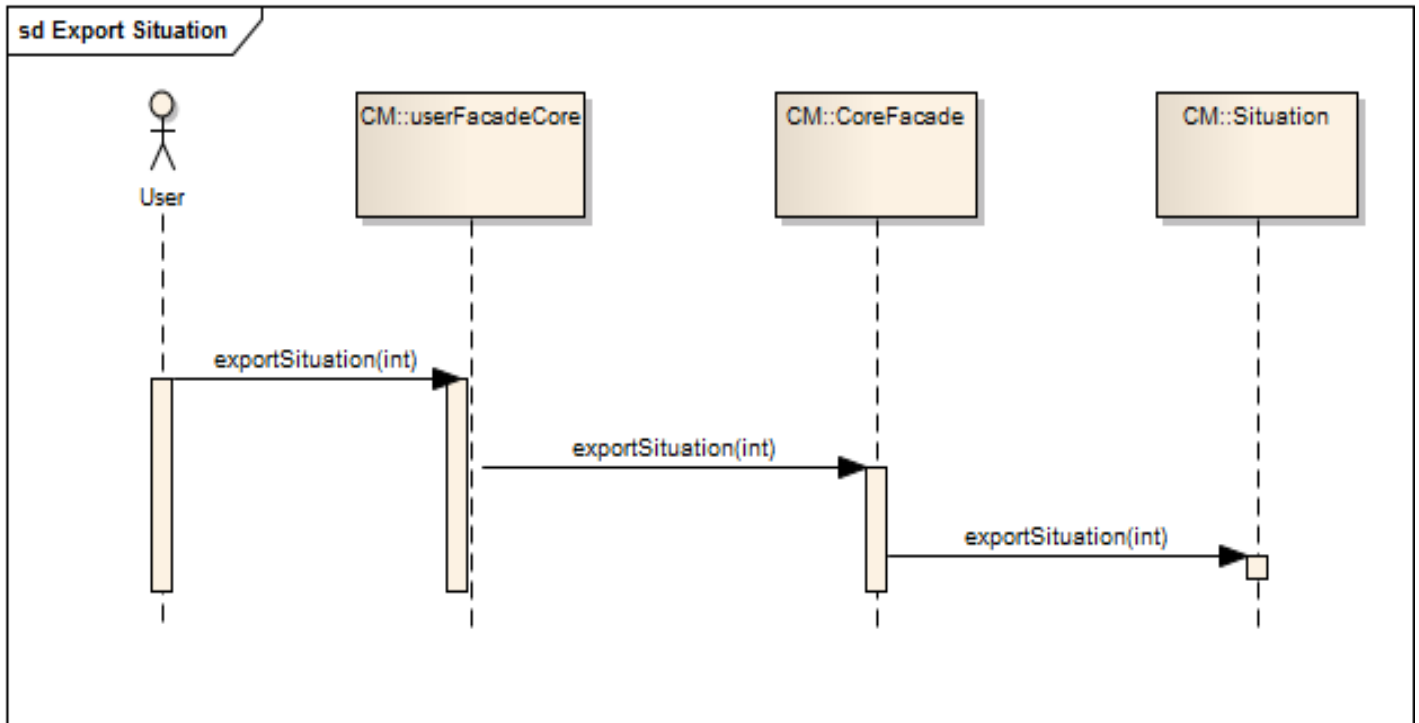 sd Export Situation
CM::userFacadeCore
CM::CoreFacade
CM::Situation
User
exportSituation(int)
exportSituation(int)
exportSituation(int)